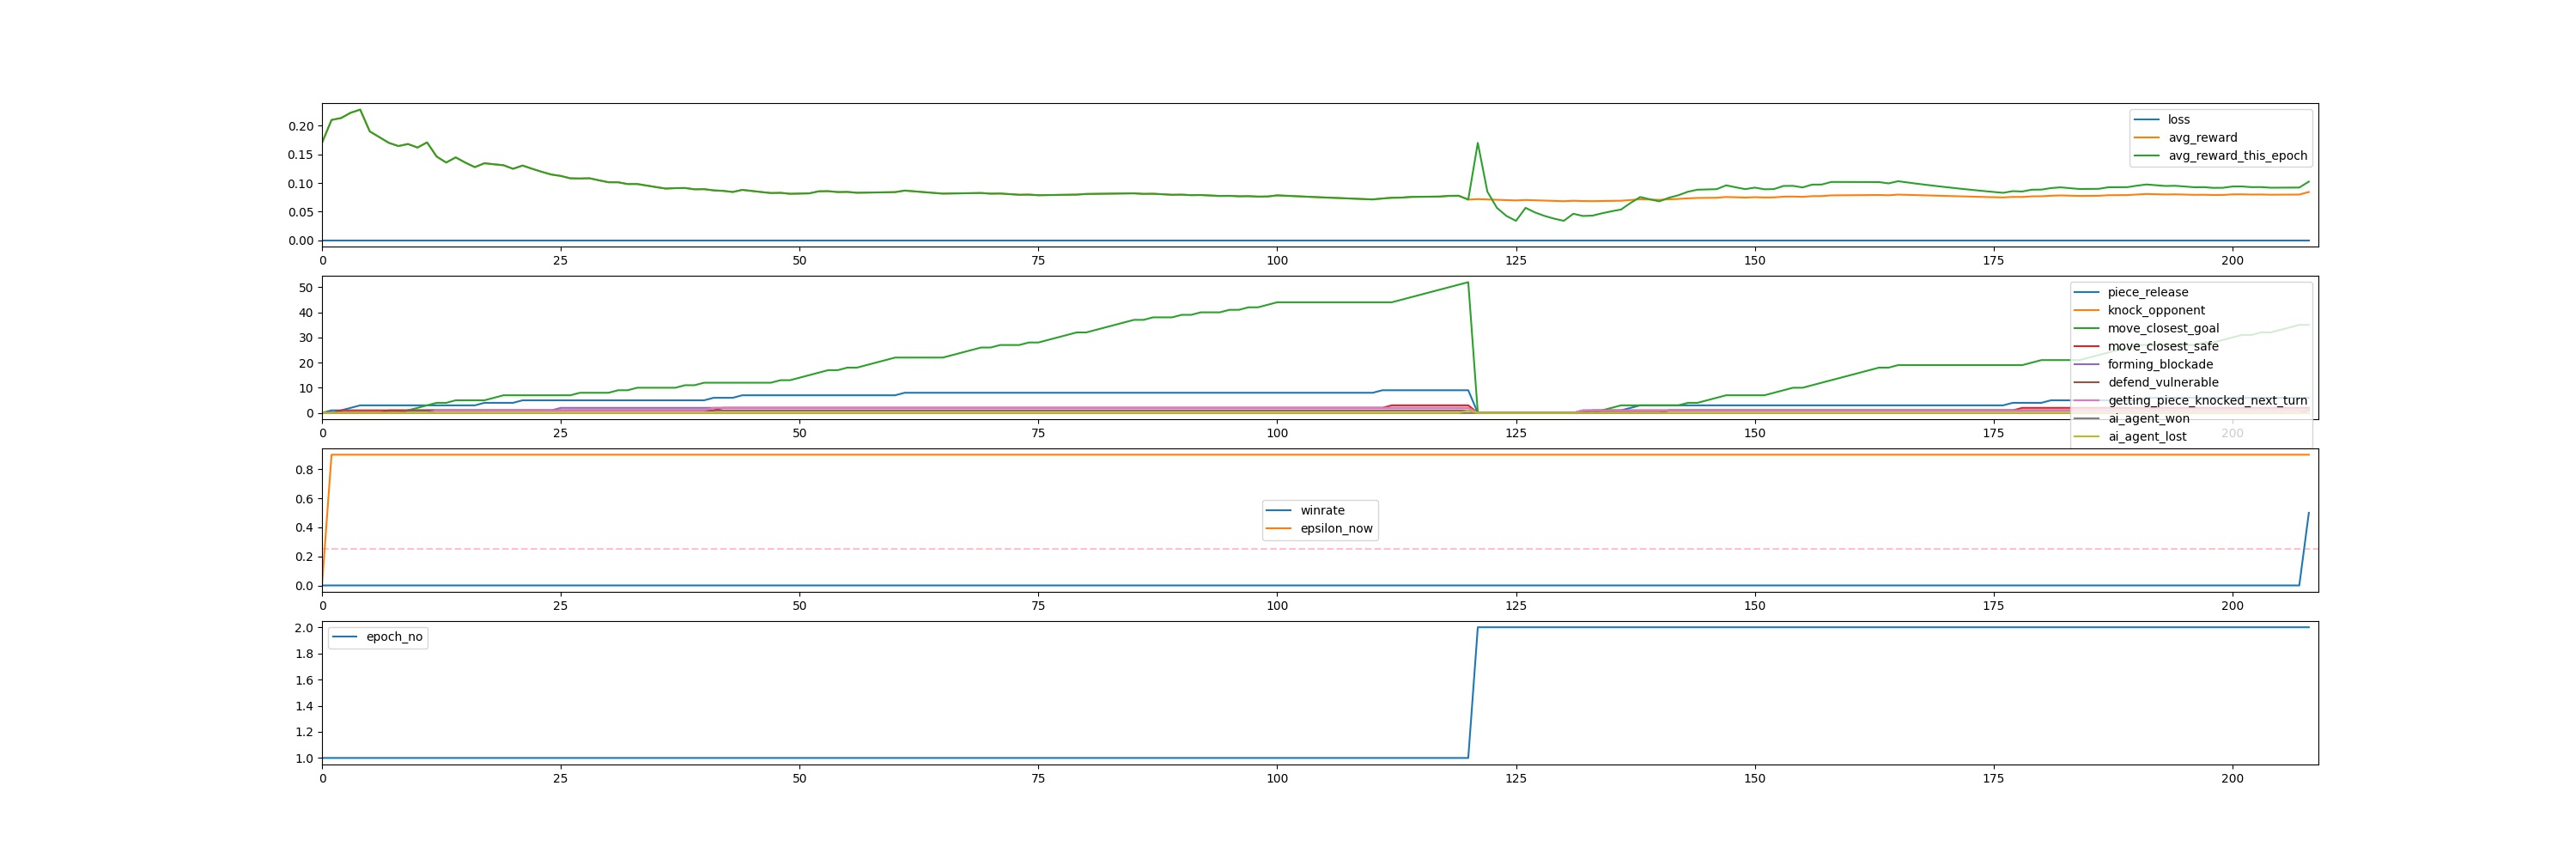 0.20
0.15
0.10
0.05
0.00
loss
avg_reward
avg_reward_this_epoch
0 25 50 75 100 125 150 175 200
50
40
30
20
10
0
piece_release
knock_opponent
move_closest_goal
move_closest_safe
forming_blockade
defend_vulnerable
getting_piece_knocked_next_turn
ai_agent_won
ai_agent_lost
0 25 50 75 100 125 150 175 200
0.8
0.6
0.4
0.2
0.0
winrate
epsilon_now
0 25 50 75 100 125 150 175 200
2.0
1.8
1.6
1.4
1.2
1.0
epoch_no
0 25 50 75 100 125 150 175 200